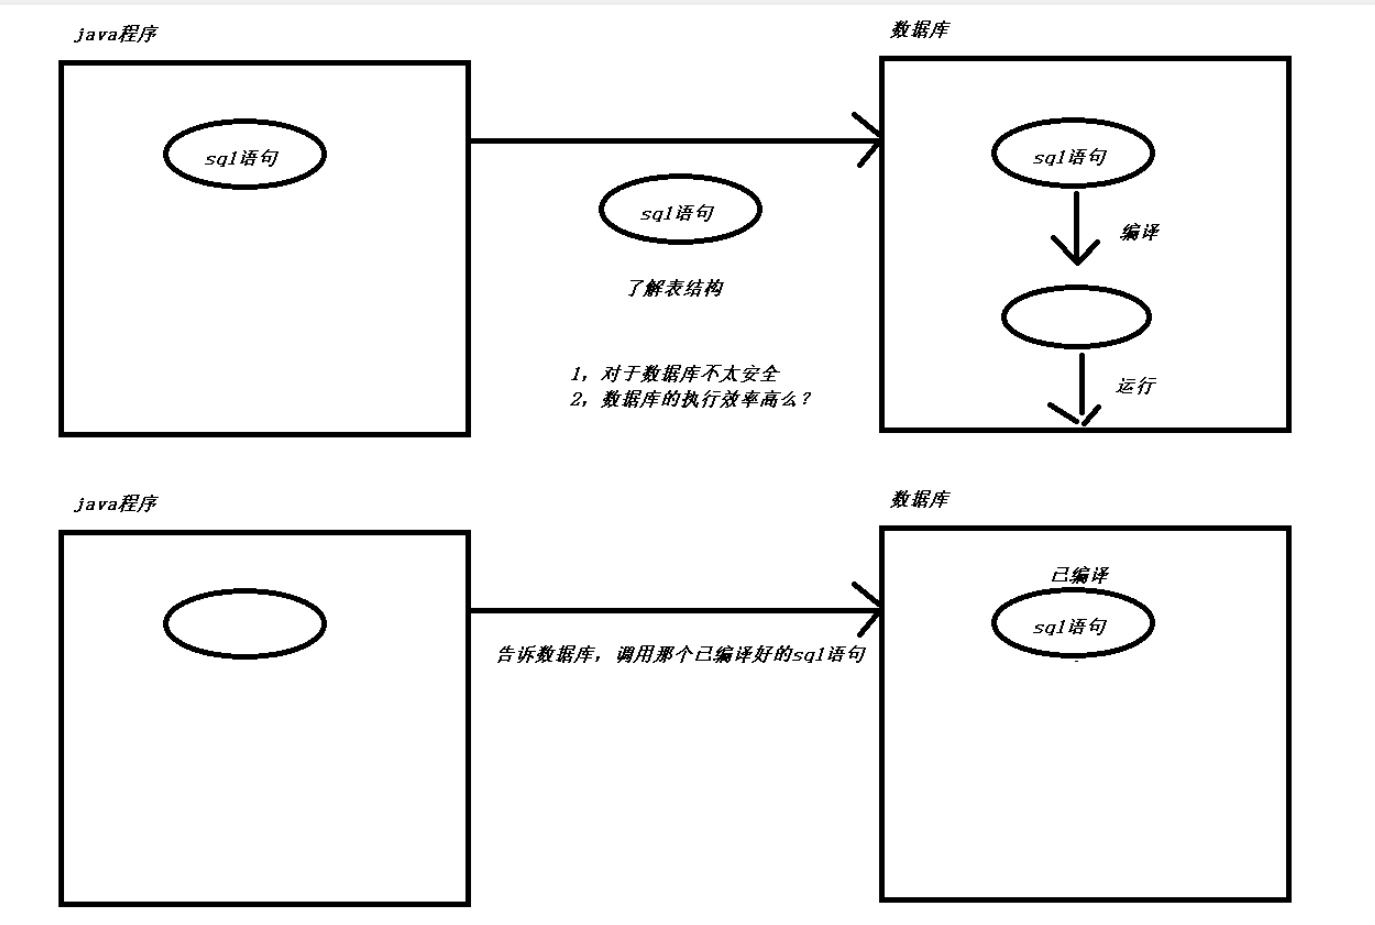 java程序
数据库
sql语句
sql语句
sql语句
编译
了解表结构
1，对于数据库不太安全
2，数据库的执行效率高么？
运行
java程序
数据库
已编译
sql语句
告诉数据库，调用那个已编译好的sql语句